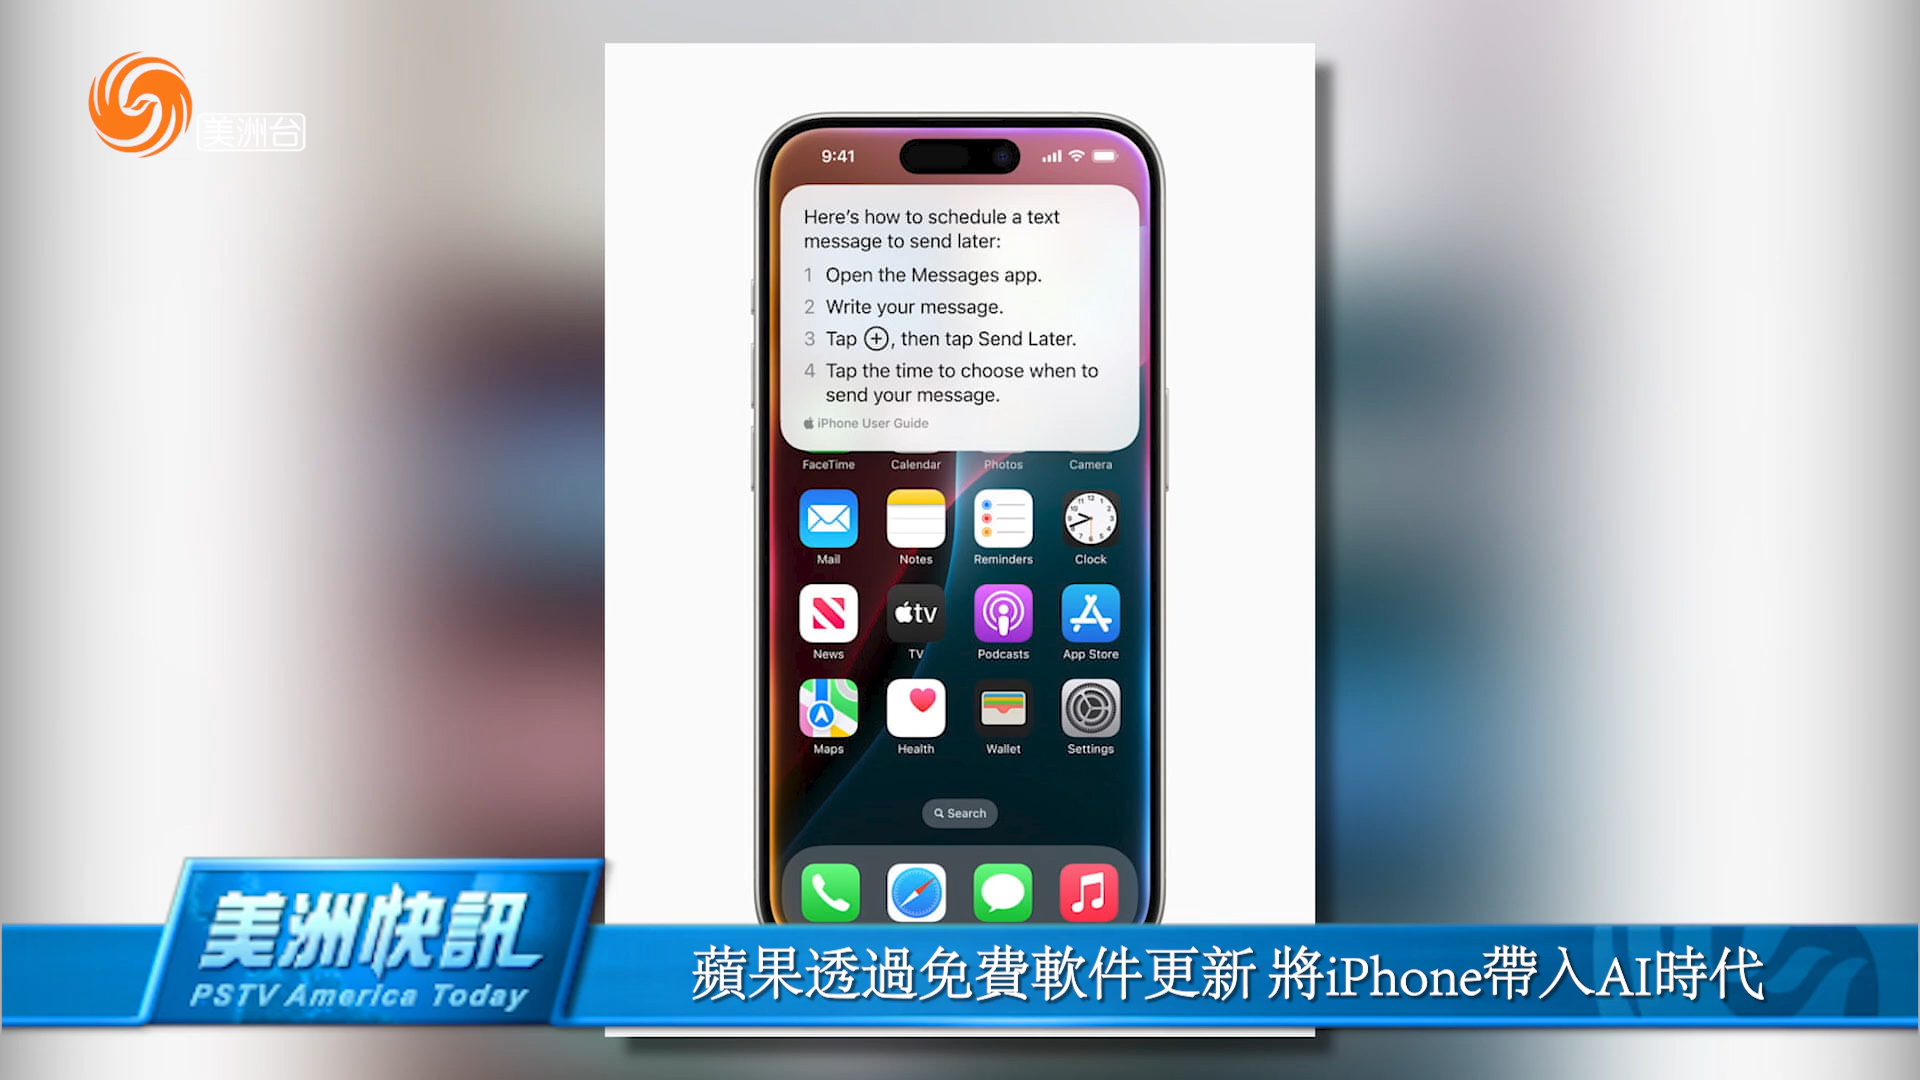 美洲台
9:41
Here's how to schedule a text
message to send later:
1 Open the Messages app.
2 Write your message.
3 Tap ⊕, then tap Send Later.
4 Tap the time to choose when to
send your message.
iPhone User Guide
FaceTime Calendar Photos Camera
Mail Notes Reminders Clock
tv
News TV Podcasts App Store
Maps Health Wallet Settings
Search
美洲快訊
PSTV America Today
蘋果透過免費軟件更新 將iPhone帶入AI時代